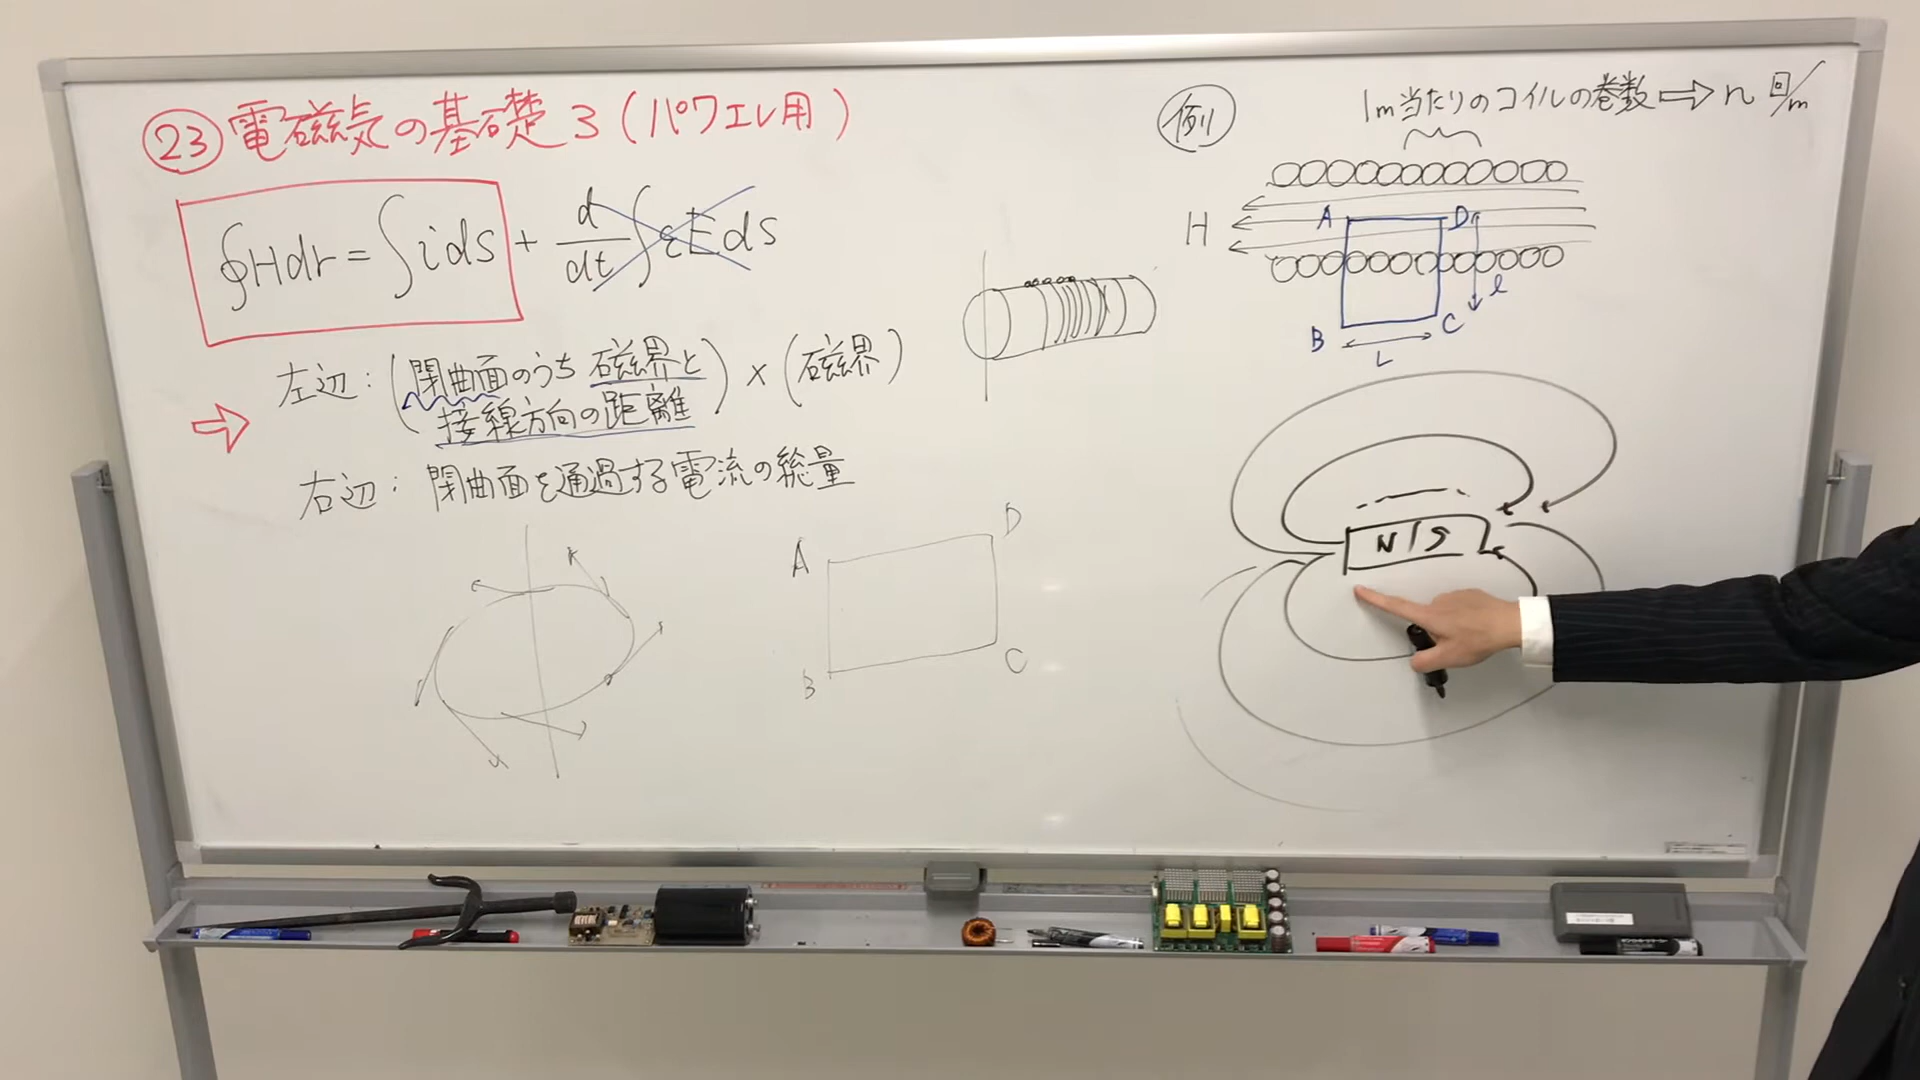 ㉓ 電磁気の基礎3(パワエレ用)
∮Hdr = ∫ids + d/dt ∫εEds
左辺:(閉曲面のうち磁界と接線方向の距離)×(磁界)
右辺:閉曲面を通過する電流の総量
A
D
B
C
例
1m当たりのコイルの巻数 ⇨ n 回/m
H
A
D
l
B
C
L
N/S